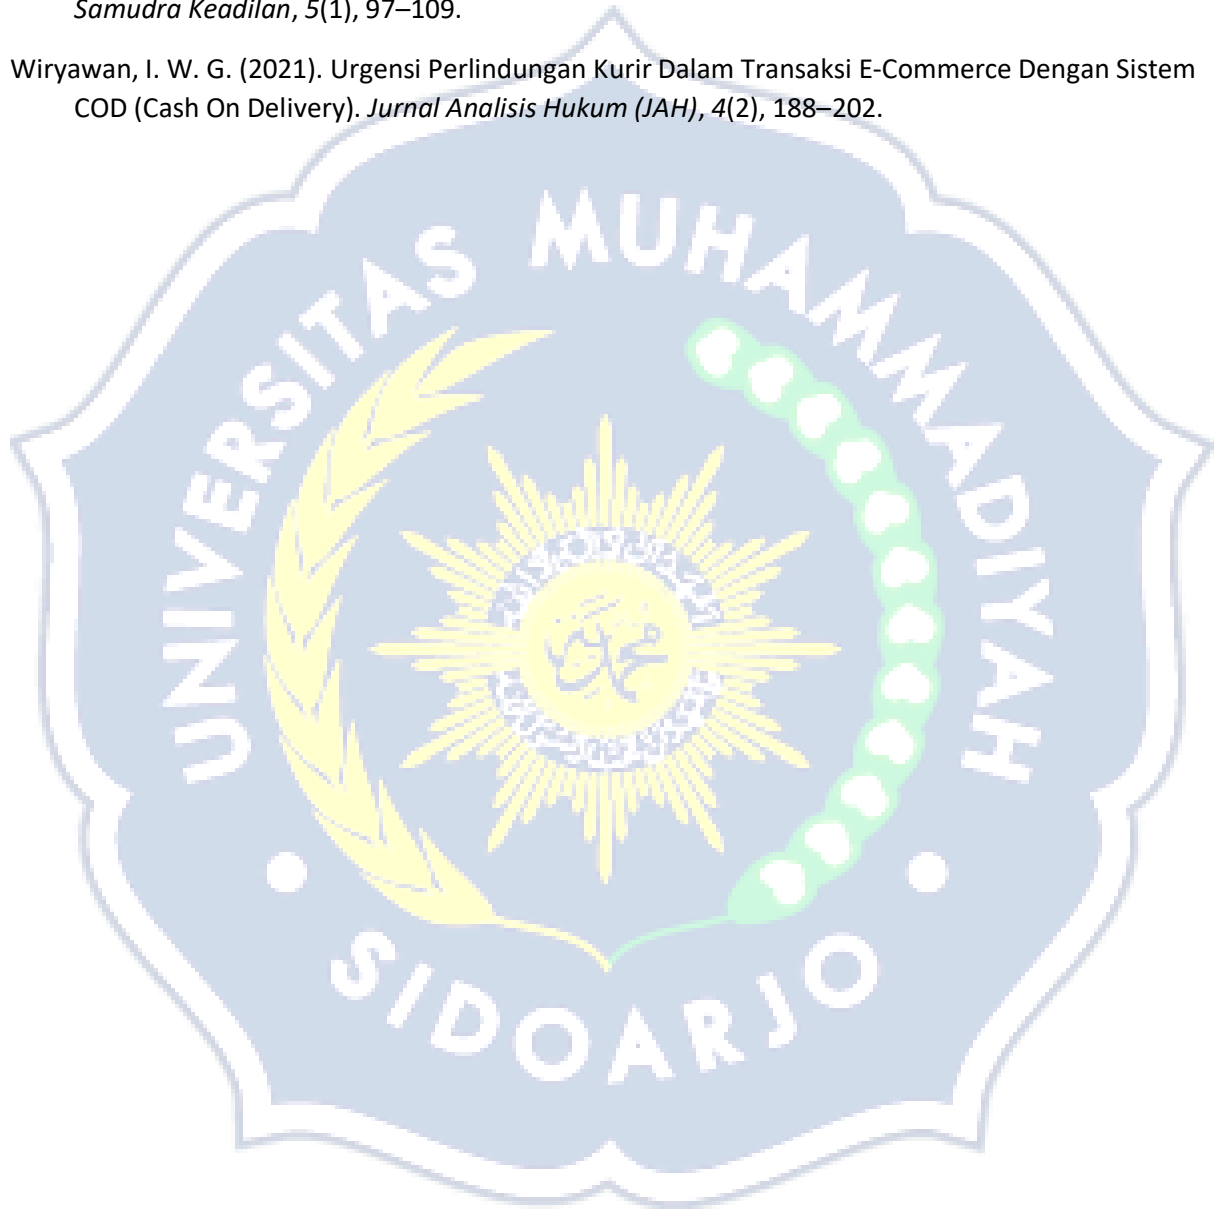 Samudra Keadilan, 5(1), 97–109.
Wiryawan, I. W. G. (2021). Urgensi Perlindungan Kurir Dalam Transaksi E-Commerce Dengan Sistem
COD (Cash On Delivery). Jurnal Analisis Hukum (JAH), 4(2), 188–202.
UNIVERSITAS MUHAMMADIYAH
SIDOARJO